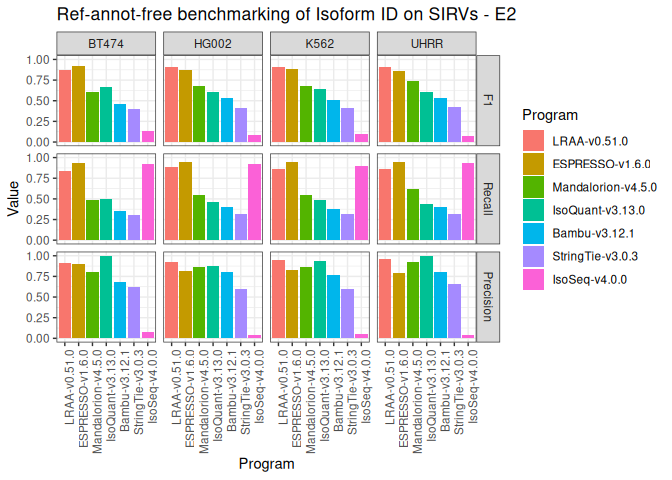 Ref-annot-free benchmarking of Isoform ID on SIRVs - E2
BT474
HG002
K562
UHRR
1.00
0.75
0.50
0.25
0.00
F1
1.00
0.75
0.50
0.25
0.00
Recall
1.00
0.75
0.50
0.25
0.00
Precision
Value
LRAA-v0.51.0
ESPRESSO-v1.6.0
Mandalorion-v4.5.0
IsoQuant-v3.13.0
Bambu-v3.12.1
StringTie-v3.0.3
IsoSeq-v4.0.0
LRAA-v0.51.0
ESPRESSO-v1.6.0
Mandalorion-v4.5.0
IsoQuant-v3.13.0
Bambu-v3.12.1
StringTie-v3.0.3
IsoSeq-v4.0.0
LRAA-v0.51.0
ESPRESSO-v1.6.0
Mandalorion-v4.5.0
IsoQuant-v3.13.0
Bambu-v3.12.1
StringTie-v3.0.3
IsoSeq-v4.0.0
LRAA-v0.51.0
ESPRESSO-v1.6.0
Mandalorion-v4.5.0
IsoQuant-v3.13.0
Bambu-v3.12.1
StringTie-v3.0.3
IsoSeq-v4.0.0
Program
Program
LRAA-v0.51.0
ESPRESSO-v1.6.0
Mandalorion-v4.5.0
IsoQuant-v3.13.0
Bambu-v3.12.1
StringTie-v3.0.3
IsoSeq-v4.0.0